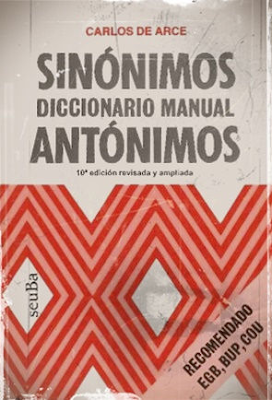 CARLOS DE ARCE
SINÓNIMOS
DICCIONARIO MANUAL
ANTÓNIMOS
10ª edición revisada y ampliada
seuBa
RECOMENDADO
EGB, BUP, COU